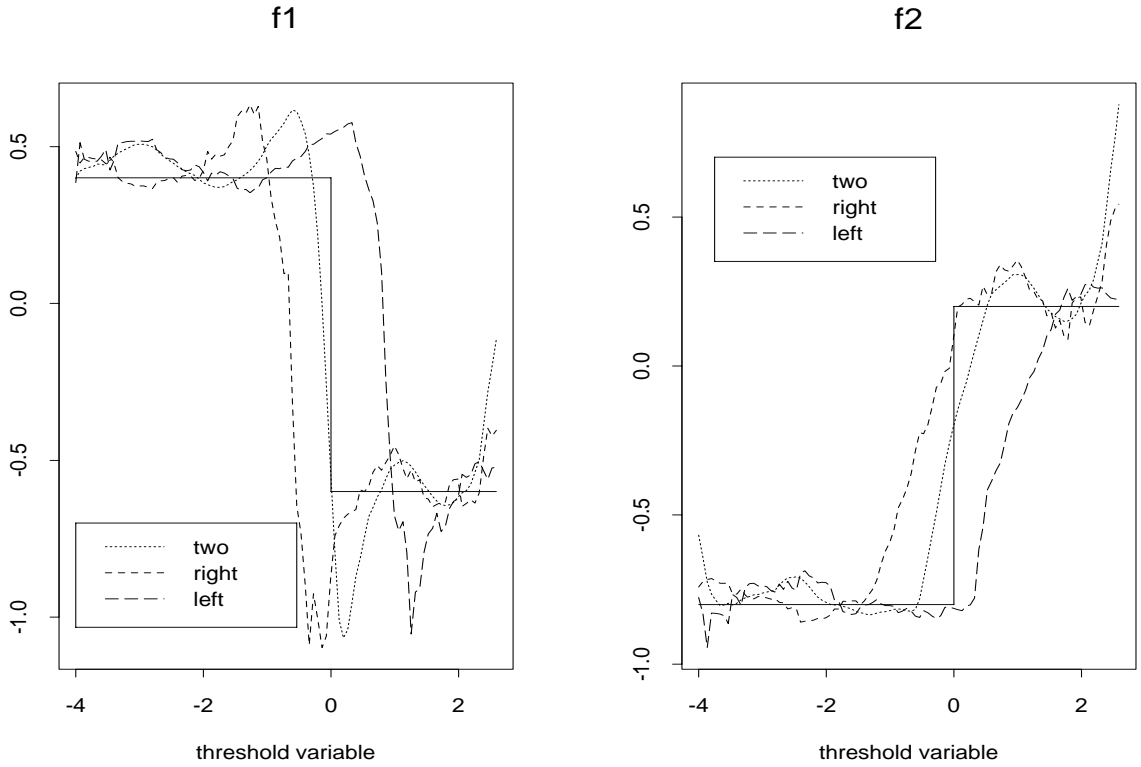 f1
0.5
0.0
-0.5
-1.0
two
right
left
-4
-2
0
2
threshold variable
f2
0.5
0.0
-0.5
-1.0
two
right
left
-4
-2
0
2
threshold variable